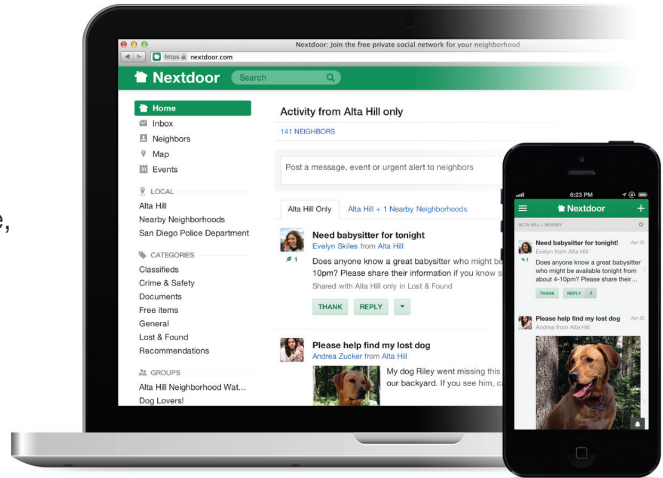 Nextdoor: Join the free private social network for your neighborhood
https nextdoor.com
Nextdoor
Search
Home
Inbox
Neighbors
Map
Events
LOCAL
Alta Hill
Nearby Neighborhoods
San Diego Police Department
CATEGORIES
Classifieds
Crime & Safety
Documents
Free items
General
Lost & Found
Recommendations
GROUPS
Alta Hill Neighborhood Wat...
Dog Lovers!
Activity from Alta Hill only
141 NEIGHBORS
Post a message, event or urgent alert to neighbors
Alta Hill Only
Alta Hill + 1 Nearby Neighborhoods
Need babysitter for tonight
Evelyn Skiles from Alta Hill
1
Does anyone know a great babysitter who might be
10pm? Please share their information if you know s
Shared with Alta Hill only in Lost & Found
THANK REPLY
Please help find my lost dog
Andrea Zucker from Alta Hill
My dog Riley went missing this
our backyard. If you see him, ca
6:23 PM
Nextdoor
ALTA HILL + NEARBY
Need babysitter for tonight! Apr 25
Evelyn from Alta Hill
1
Does anyone know a great babysitter
who might be available tonight from
about 4-10pm? Please share their...
THANK REPLY 3
Please help find my lost dog Apr 25
Andrea from Alta Hill
e,